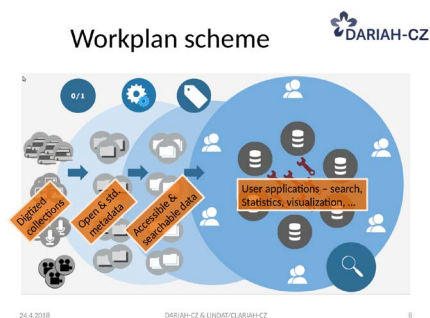 Workplan scheme
DARIAH-CZ
0/1
Digtized
collections
Open & std,
metadata
Accessible &
searchable data
User applications – search,
Statistics, visualization, ...
24.4.2018
DARIAH-CZ & LINDAT/CLARIAH-CZ
8